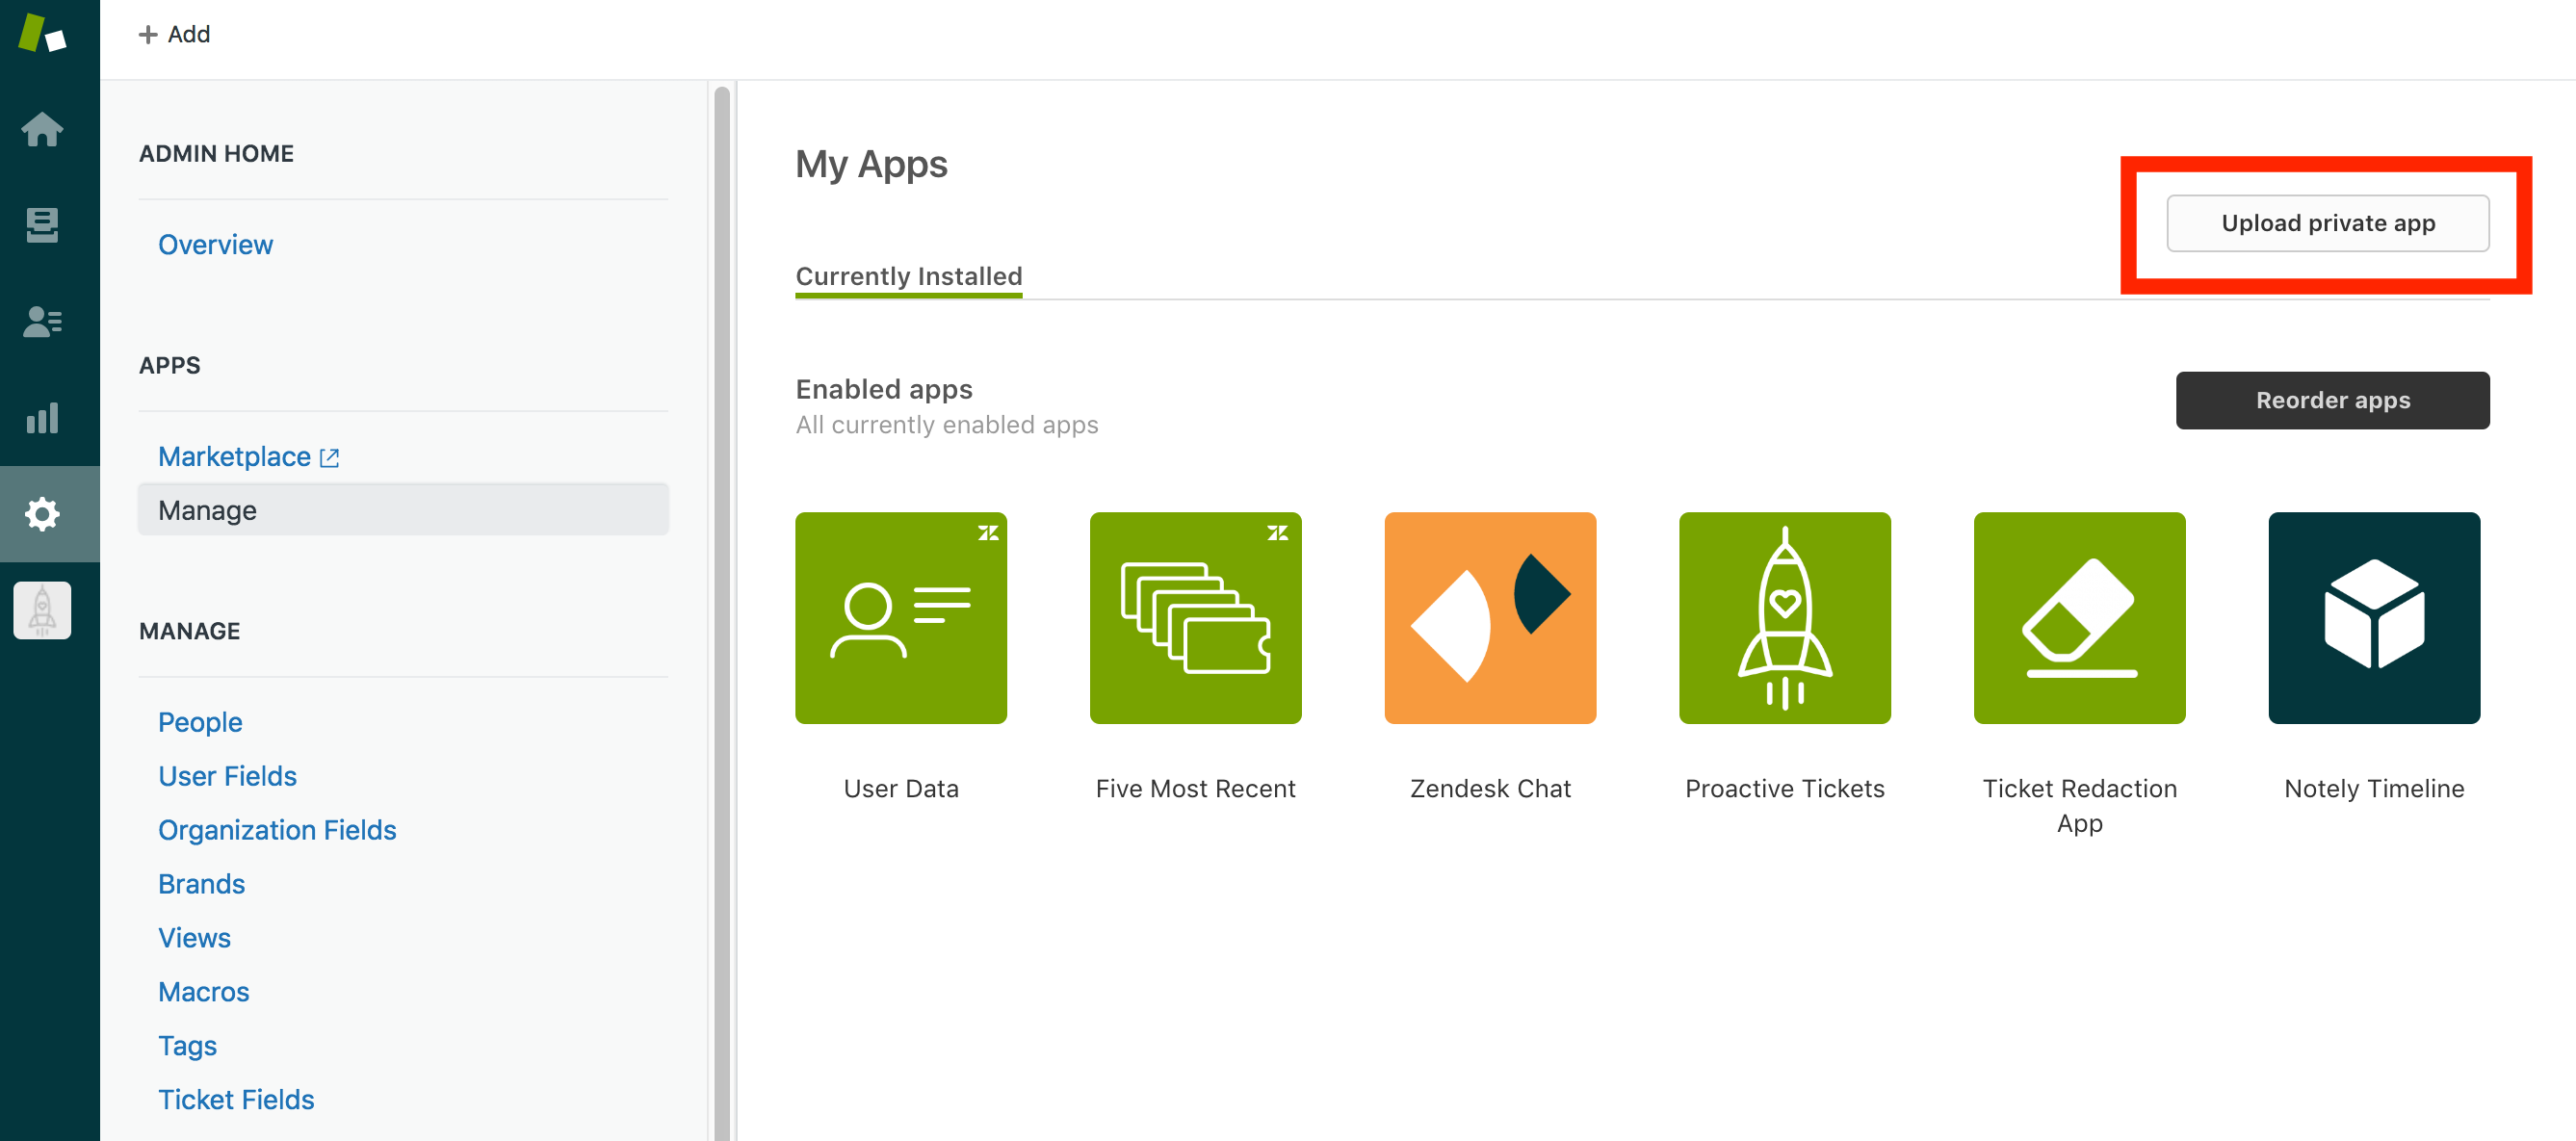 + Add
ADMIN HOME
Overview
APPS
Marketplace
Manage
MANAGE
People
User Fields
Organization Fields
Brands
Views
Macros
Tags
Ticket Fields
My Apps
Upload private app
Currently Installed
Enabled apps
All currently enabled apps
Reorder apps
User Data
Five Most Recent
Zendesk Chat
Proactive Tickets
Ticket Redaction
App
Notely Timeline